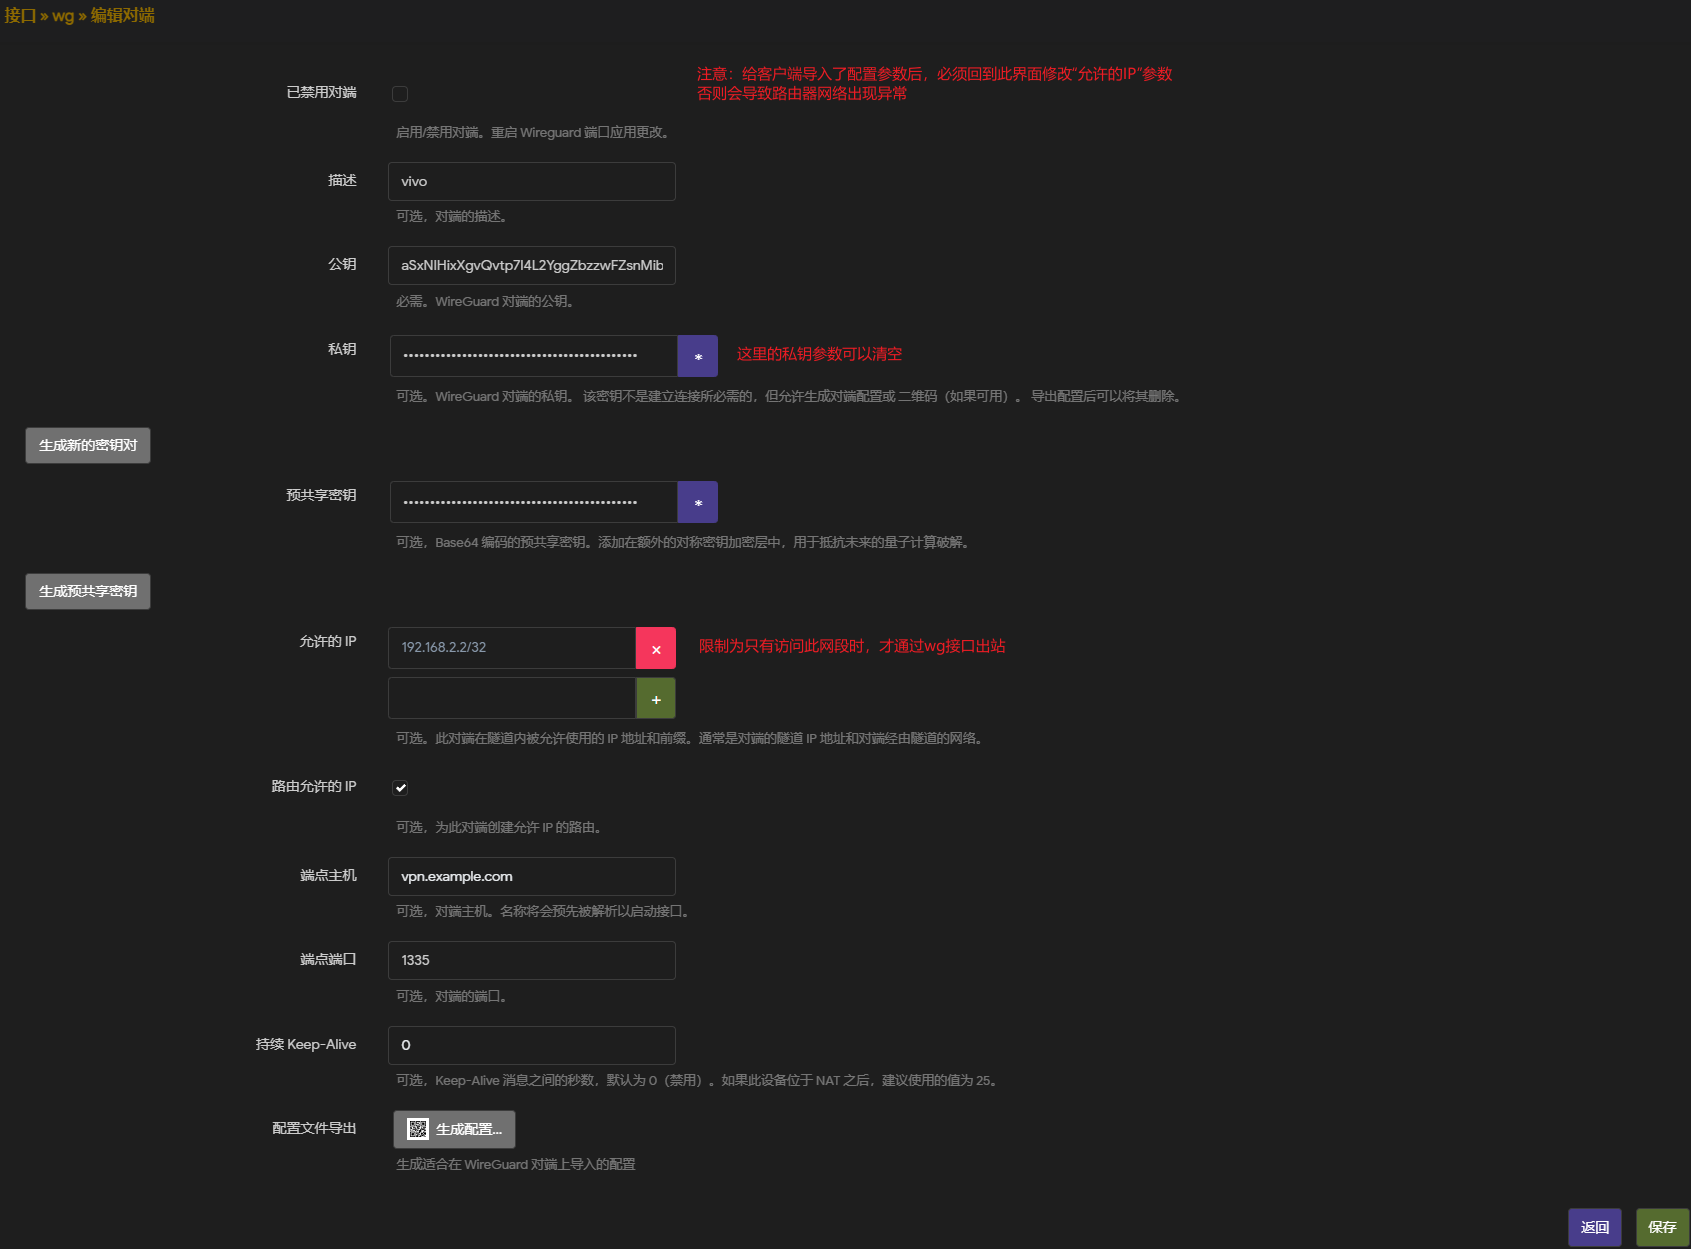 接口 » wg » 编辑对端
注意：给客户端导入了配置参数后，必须回到此界面修改“允许的IP”参数
否则会导致路由器网络出现异常
已禁用对端
启用/禁用对端。重启 Wireguard 端口应用更改。
描述
vivo
可选，对端的描述。
公钥
aSxNIHixXgvQvtp7I4L2YggZbzzwFZsnMib
必需。WireGuard 对端的公钥。
私钥
••••••••••••••••••••••••••••••••••••••••••••
*
这里的私钥参数可以清空
可选。WireGuard 对端的私钥。 该密钥不是建立连接所必需的，但允许生成对端配置或 二维码（如果可用）。 导出配置后可以将其删除。
生成新的密钥对
预共享密钥
••••••••••••••••••••••••••••••••••••••••••••
*
可选，Base64 编码的预共享密钥。添加在额外的对称密钥加密层中，用于抵抗未来的量子计算破解。
生成预共享密钥
允许的 IP
192.168.2.2/32
×
限制为只有访问此网段时，才通过wg接口出站
+
可选。此对端在隧道内被允许使用的 IP 地址和前缀。通常是对端的隧道 IP 地址和对端经由隧道的网络。
路由允许的 IP
可选，为此对端创建允许 IP 的路由。
端点主机
vpn.example.com
可选，对端主机。名称将会预先被解析以启动接口。
端点端口
1335
可选，对端的端口。
持续 Keep-Alive
0
可选，Keep-Alive 消息之间的秒数，默认为 0（禁用）。如果此设备位于 NAT 之后，建议使用的值为 25。
配置文件导出
生成配置...
生成适合在 WireGuard 对端上导入的配置
返回
保存